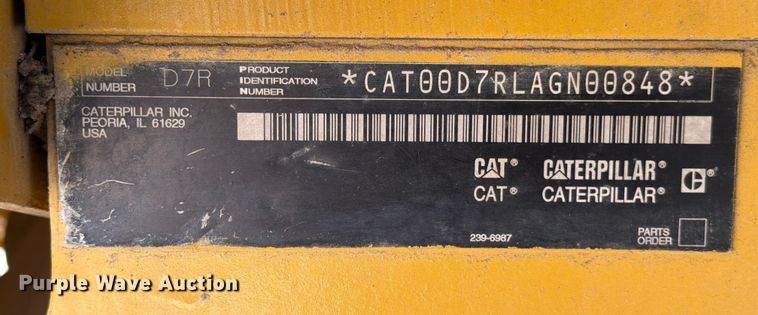 MODEL NUMBER D7R PRODUCT IDENTIFICATION NUMBER *CAT00D7RLAGN00848*
CATERPILLAR INC.
PEORIA, IL 61629
USA
CAT® CATERPILLAR®
CAT® CATERPILLAR®
239-6987
PARTS ORDER
Purple Wave Auction